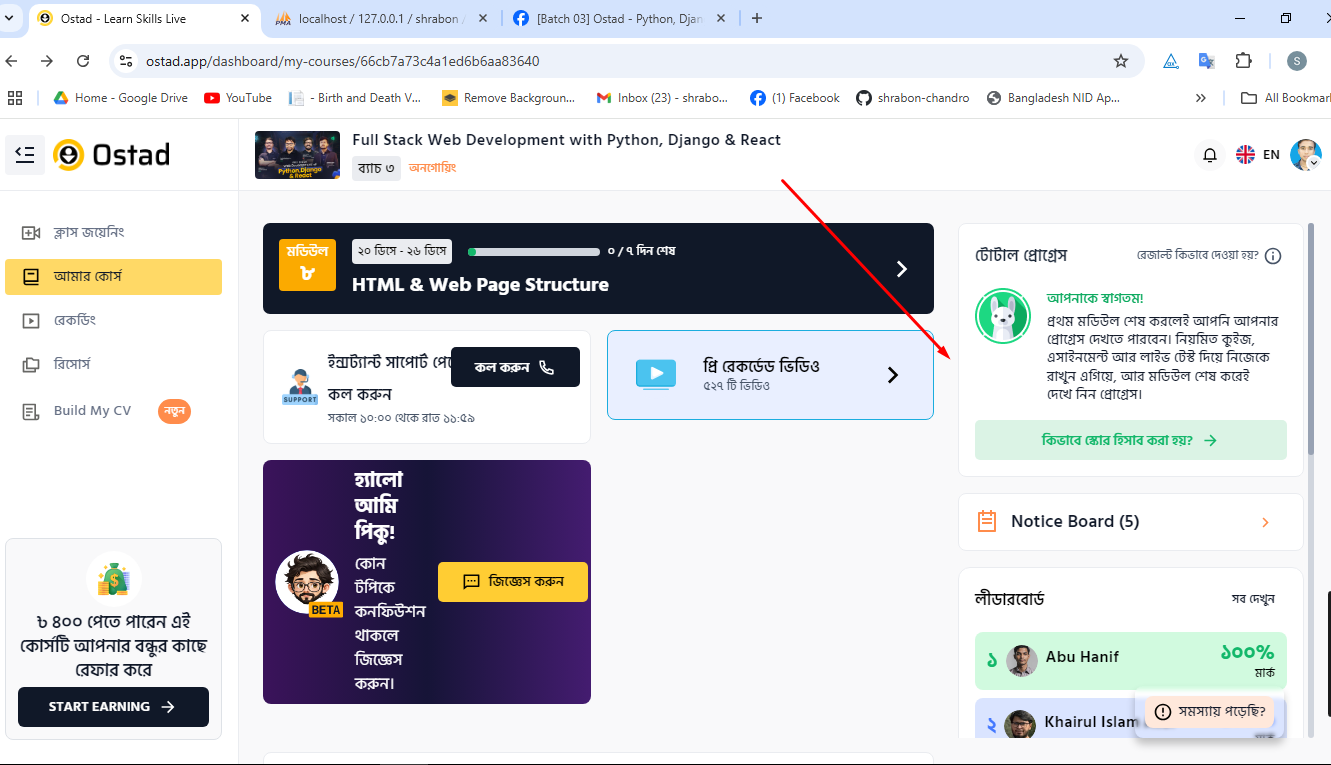 Ostad - Learn Skills Live
localhost / 127.0.0.1 / shrabon /
[Batch 03] Ostad - Python, Djan
ostad.app/dashboard/my-courses/66cb7a73c4a1ed6b6aa83640
S
Home - Google Drive
YouTube
- Birth and Death V...
Remove Backgroun...
Inbox (23) - shrabo...
(1) Facebook
shrabon-chandro
Bangladesh NID Ap...
All Bookmar
Ostad
Full Stack Web Development with Python, Django & React
ব্যাচ ৩
অনগোয়িং
EN
ক্লাস জয়েনিং
আমার কোর্স
রেকর্ডিং
রিসোর্স
Build My CV
নতুন
৳ ৪০০ পেতে পারেন এই
কোর্সটি আপনার বন্ধুর কাছে
রেফার করে
START EARNING
মডিউল
৮
২০ ডিসে - ২৬ ডিসে
০ / ৭ দিন শেষ
HTML & Web Page Structure
ইন্সট্যান্ট সাপোর্ট পেতে
কল করুন
সকাল ১০:০০ থেকে রাত ১১:৫৯
SUPPORT
কল করুন
প্রি রেকর্ডেড ভিডিও
৫২৭ টি ভিডিও
হ্যালো
আমি
পিকু!
কোন
টপিকে
কনফিউশন
থাকলে
জিজ্ঞেস
করুন।
BETA
জিজ্ঞেস করুন
টোটাল প্রোগ্রেস
রেজাল্ট কিভাবে দেওয়া হয়?
আপনাকে স্বাগতম!
প্রথম মডিউল শেষ করলেই আপনি আপনার
প্রোগ্রেস দেখতে পারবেন। নিয়মিত কুইজ,
এসাইনমেন্ট আর লাইভ টেস্ট দিয়ে নিজেকে
রাখুন এগিয়ে, আর মডিউল শেষ করেই
দেখে নিন প্রোগ্রেস।
কিভাবে স্কোর হিসাব করা হয়?
Notice Board (5)
লীডারবোর্ড
সব দেখুন
১
Abu Hanif
১০০%
মার্ক
২
Khairul Islam
সমস্যায় পড়েছি?